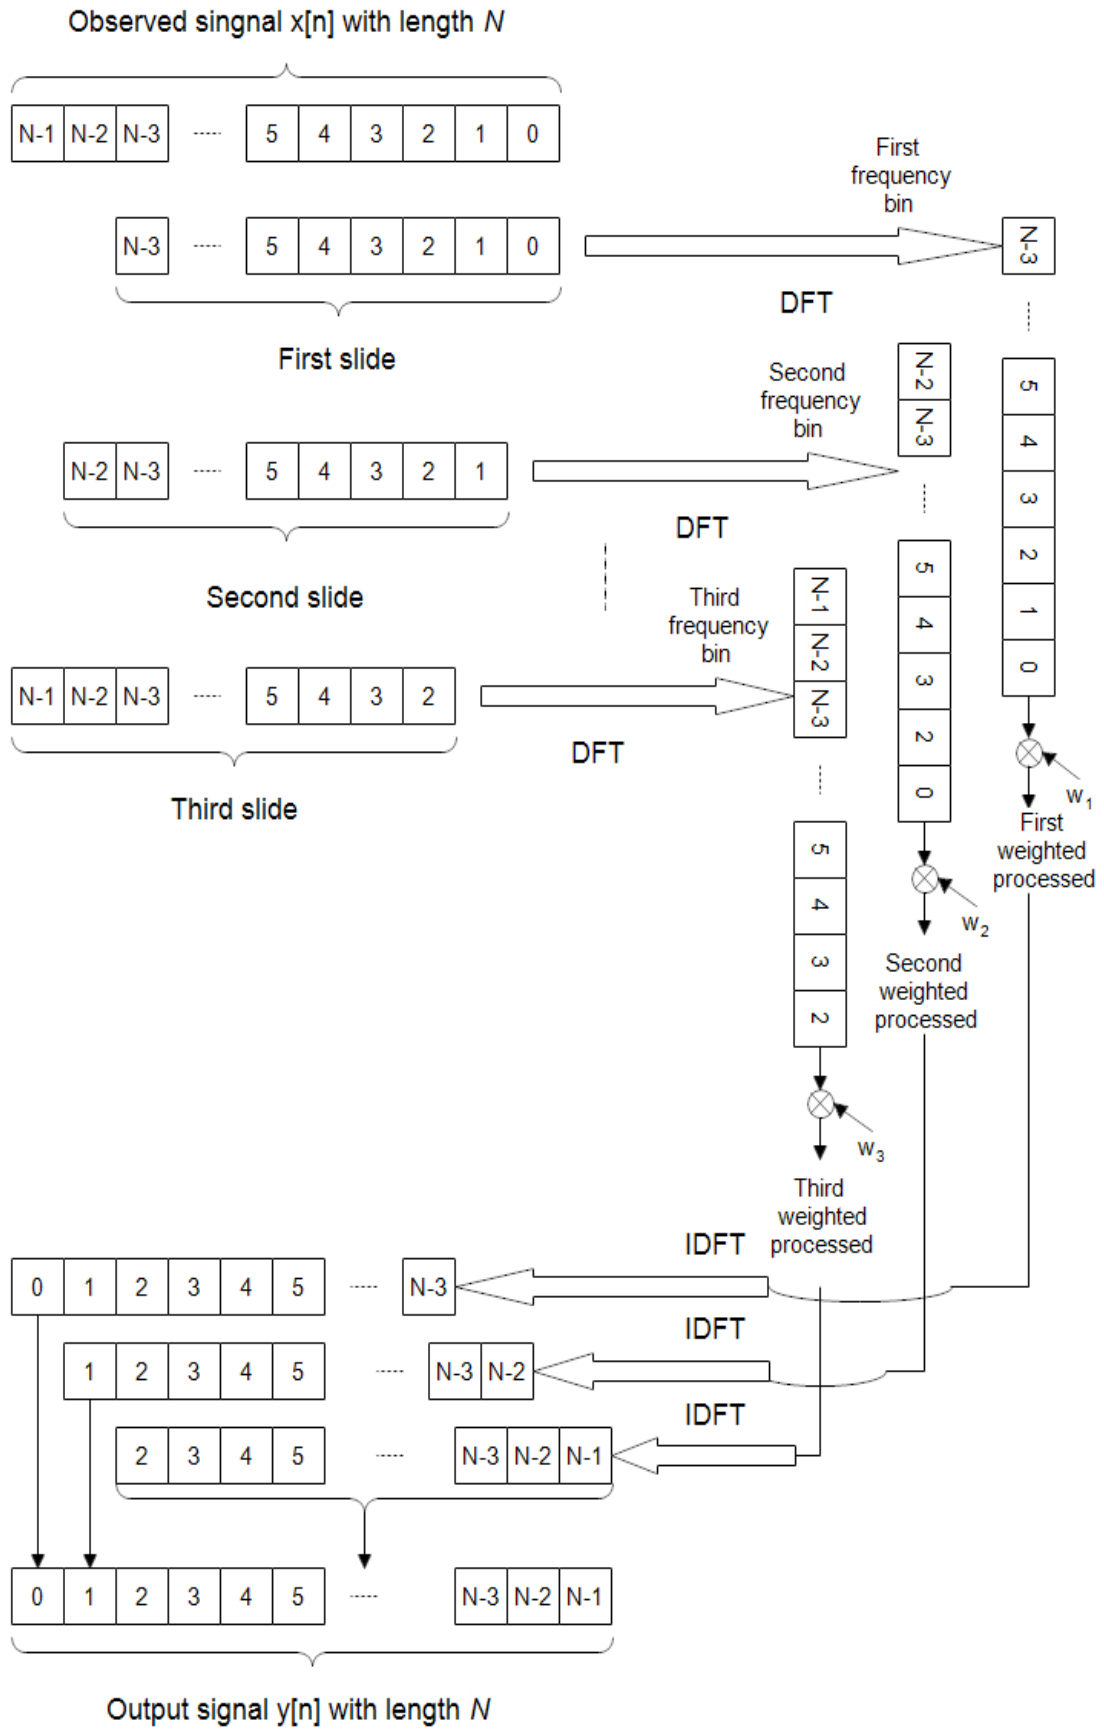 Observed singnal x[n] with length N
N-1 N-2 N-3 ----- 5 4 3 2 1 0
First
frequency
bin
N-3 ----- 5 4 3 2 1 0
N-3
DFT
First slide
5
4
3
2
1
0
Second
frequency
bin
N-2
N-3
N-2 N-3 ----- 5 4 3 2 1
DFT
5
4
3
2
0
Second slide
Third
frequency
bin
N-1
N-2
N-3
N-1 N-2 N-3 ----- 5 4 3 2
DFT
5
4
3
2
Third slide
w1
First
weighted
processed
w2
Second
weighted
processed
w3
Third
weighted
processed
IDFT
0 1 2 3 4 5 ----- N-3
IDFT
1 2 3 4 5 ----- N-3 N-2
IDFT
2 3 4 5 ----- N-3 N-2 N-1
0 1 2 3 4 5 ----- N-3 N-2 N-1
Output signal y[n] with length N